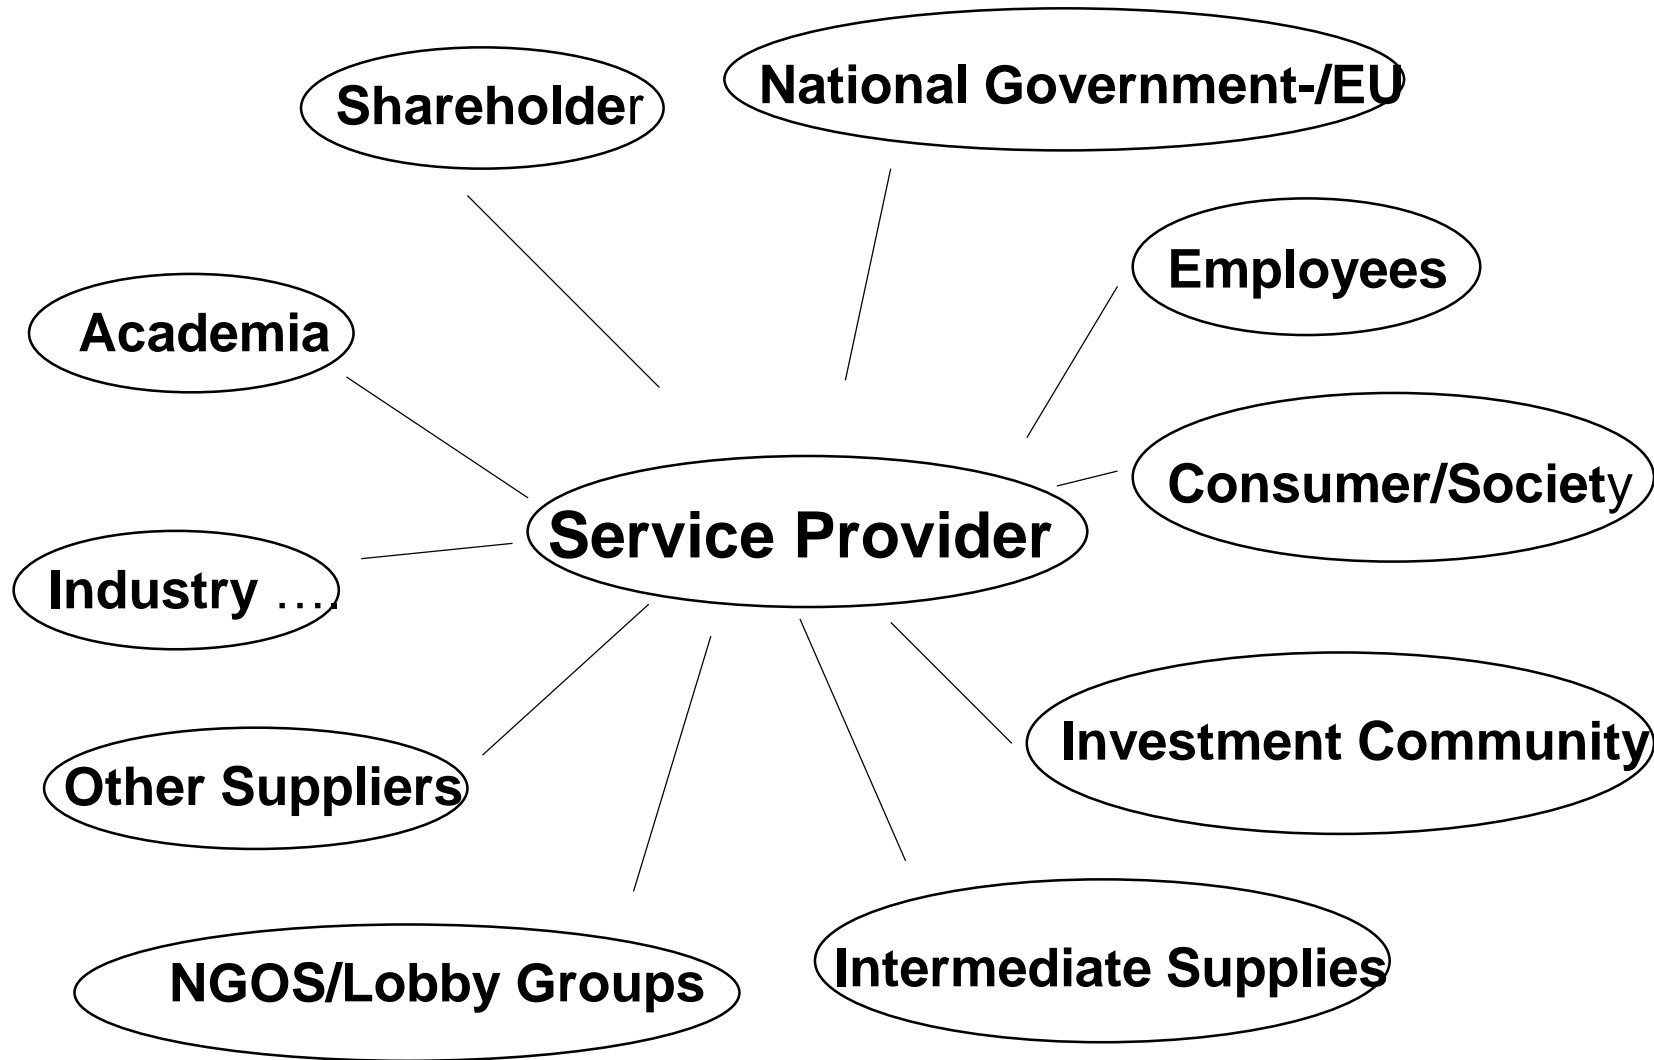 National Government-/EU
Shareholder
Employees
Academia
Consumer/Society
Service Provider
Industry ….
Investment Community
Other Suppliers
Intermediate Supplies
NGOS/Lobby Groups